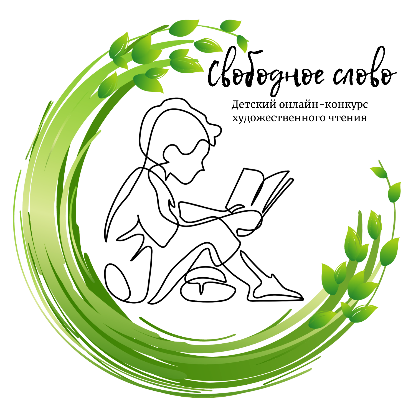 Свободное слово
Детский онлайн-конкурс
художественного чтения